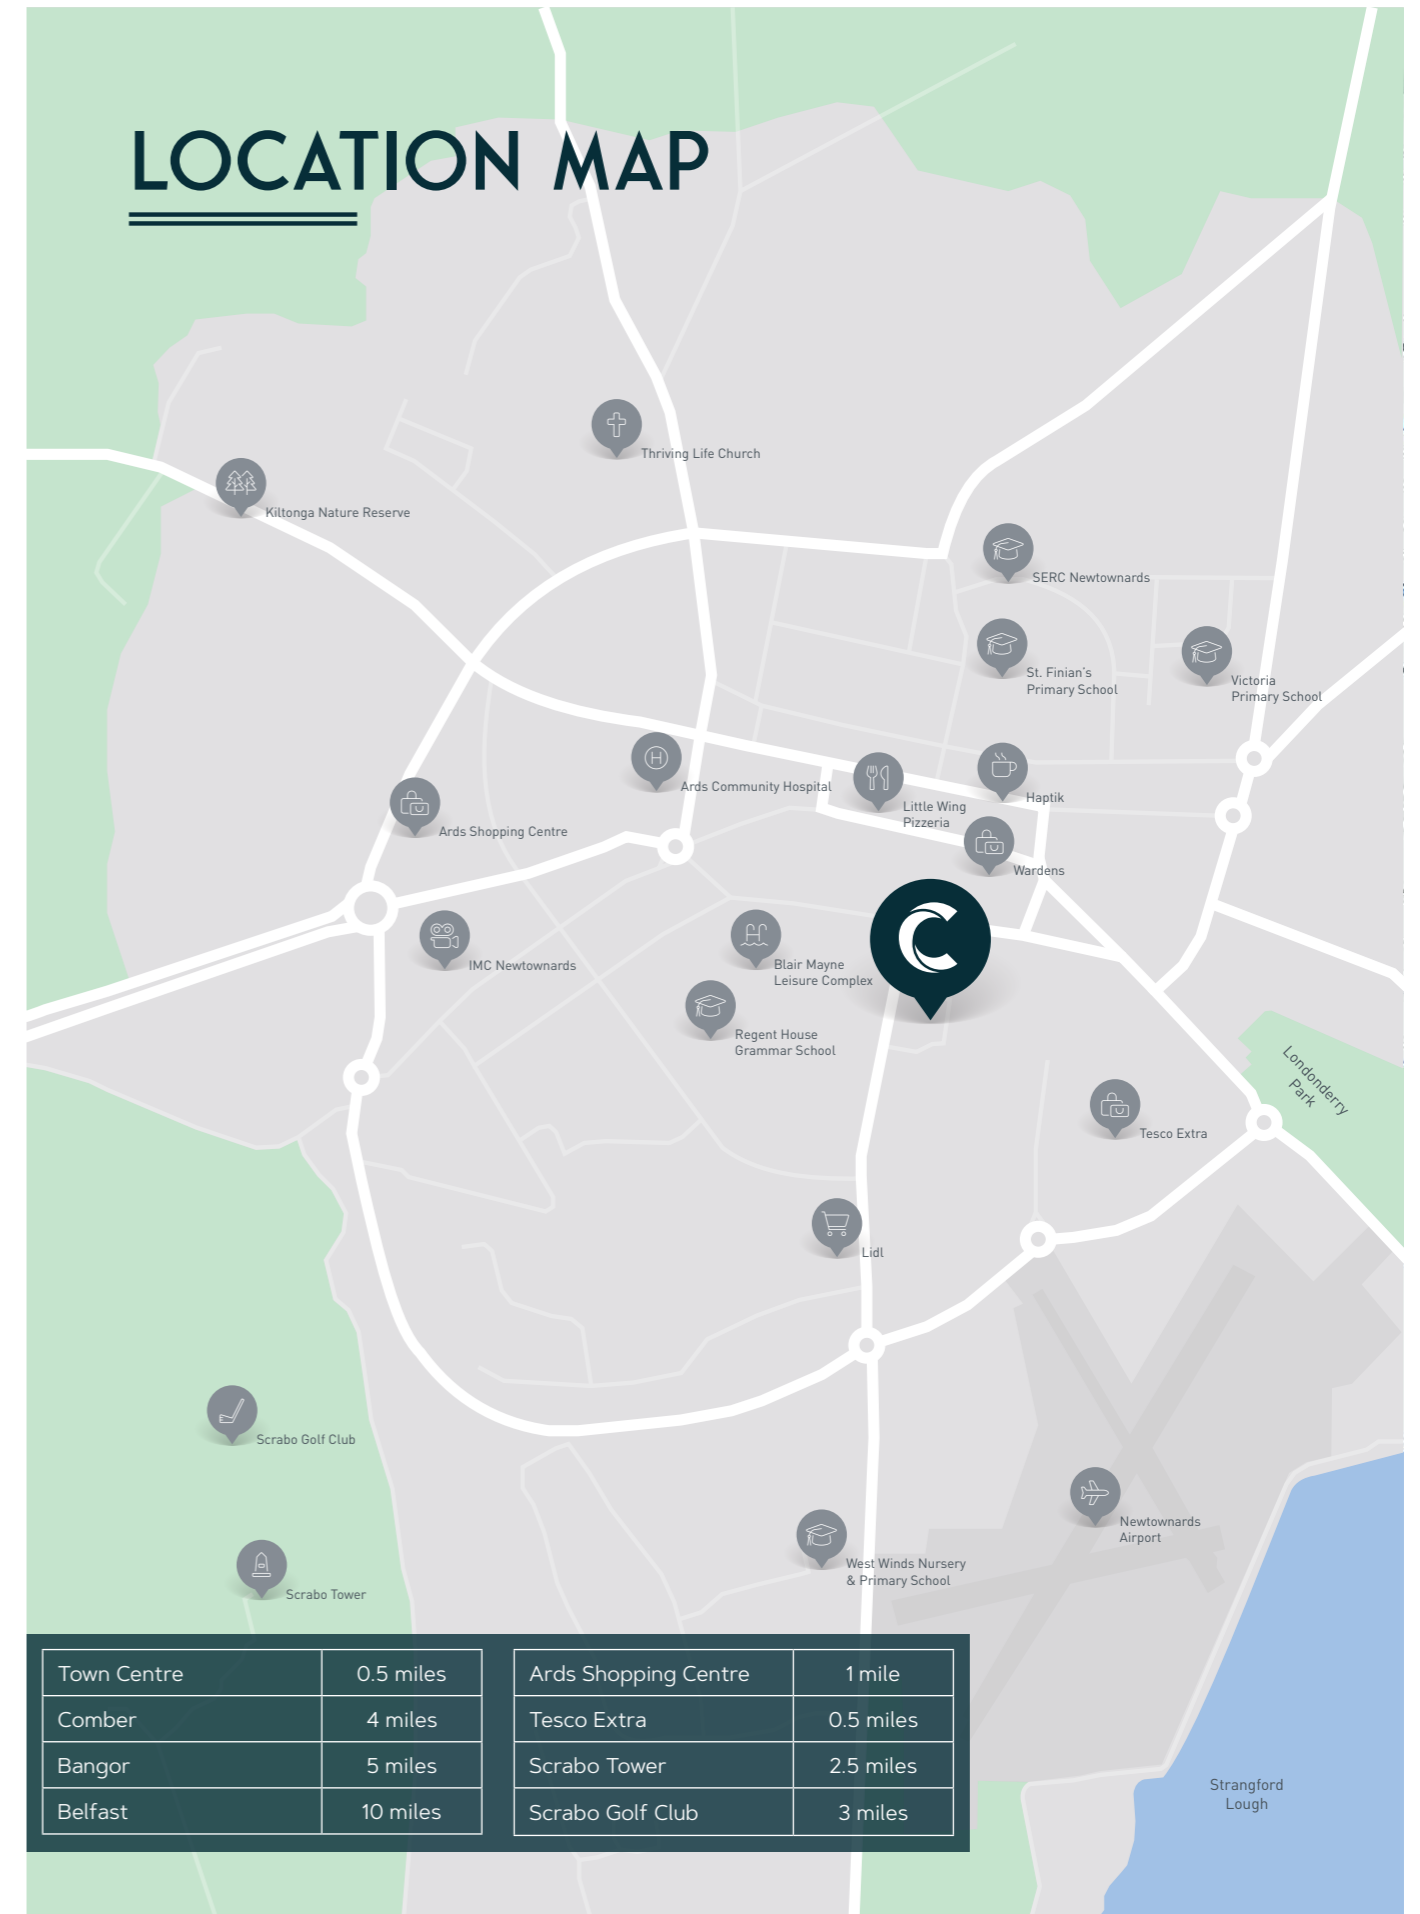 LOCATION MAP
Thriving Life Church
Kiltonga Nature Reserve
SERC Newtownards
St. Finian's
Primary School
Victoria
Primary School
H
Ards Community Hospital
Little Wing
Pizzeria
Haptik
Ards Shopping Centre
Wardens
C
IMC Newtownards
Blair Mayne
Leisure Complex
Regent House
Grammar School
Londonderry
Park
Tesco Extra
Lidl
Scrabo Golf Club
Newtownards
Airport
West Winds Nursery
& Primary School
Scrabo Tower
Town Centre 0.5 miles
Comber 4 miles
Bangor 5 miles
Belfast 10 miles
Ards Shopping Centre 1 mile
Tesco Extra 0.5 miles
Scrabo Tower 2.5 miles
Scrabo Golf Club 3 miles
Strangford
Lough